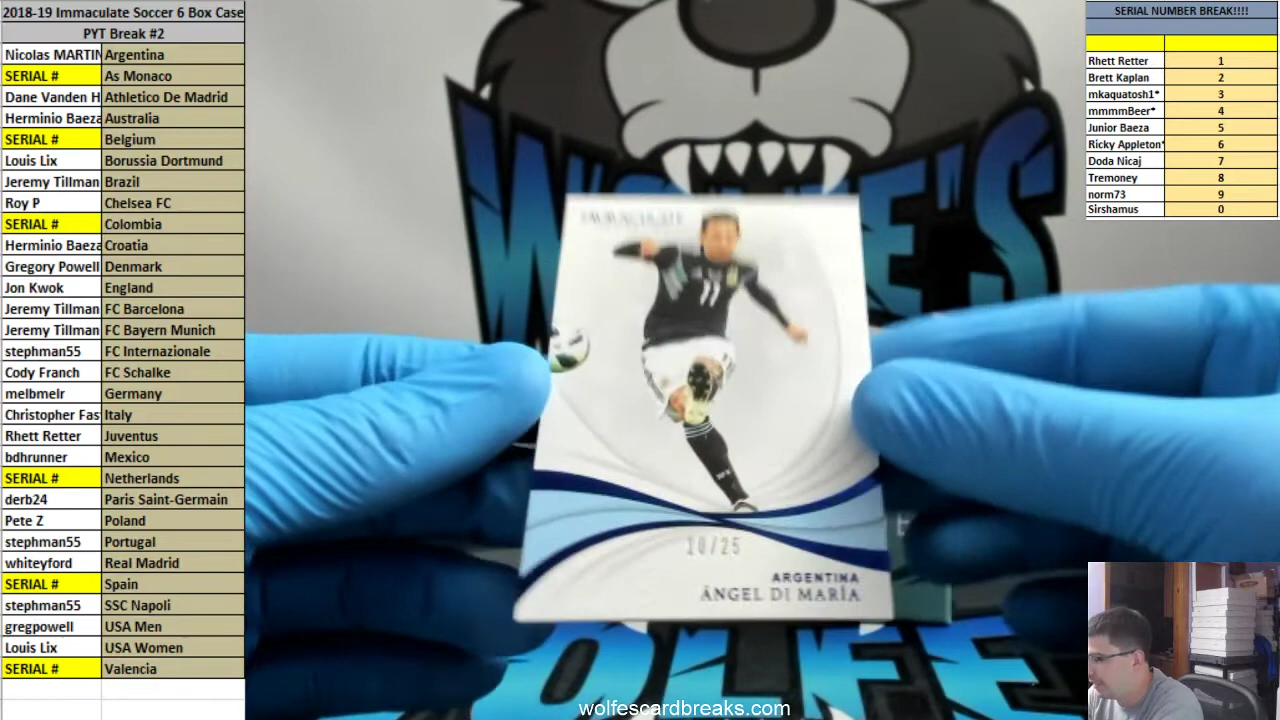 2018-19 Immaculate Soccer 6 Box Case
PYT Break #2
Nicolas MARTIN Argentina
SERIAL # As Monaco
Dane Vanden H Athletico De Madrid
Herminio Baeza Australia
SERIAL # Belgium
Louis Lix Borussia Dortmund
Jeremy Tillman Brazil
Roy P Chelsea FC
SERIAL # Colombia
Herminio Baeza Croatia
Gregory Powell Denmark
Jon Kwok England
Jeremy Tillman FC Barcelona
Jeremy Tillman FC Bayern Munich
stephman55 FC Internazionale
Cody Franch FC Schalke
melbmelr Germany
Christopher Fas Italy
Rhett Retter Juventus
bdhrunner Mexico
SERIAL # Netherlands
derb24 Paris Saint-Germain
Pete Z Poland
stephman55 Portugal
whiteyford Real Madrid
SERIAL # Spain
stephman55 SSC Napoli
gregpowell USA Men
Louis Lix USA Women
SERIAL # Valencia
SERIAL NUMBER BREAK!!!!
Rhett Retter 1
Brett Kaplan 2
mkaquatosh1* 3
mmmmBeer* 4
Junior Baeza 5
Ricky Appleton* 6
Doda Nicaj 7
Tremoney 8
norm73 9
Sirshamus 0
IMMACULATE
11
10/25
ARGENTINA
ÁNGEL DI MARÍA
wolfescardbreaks.com